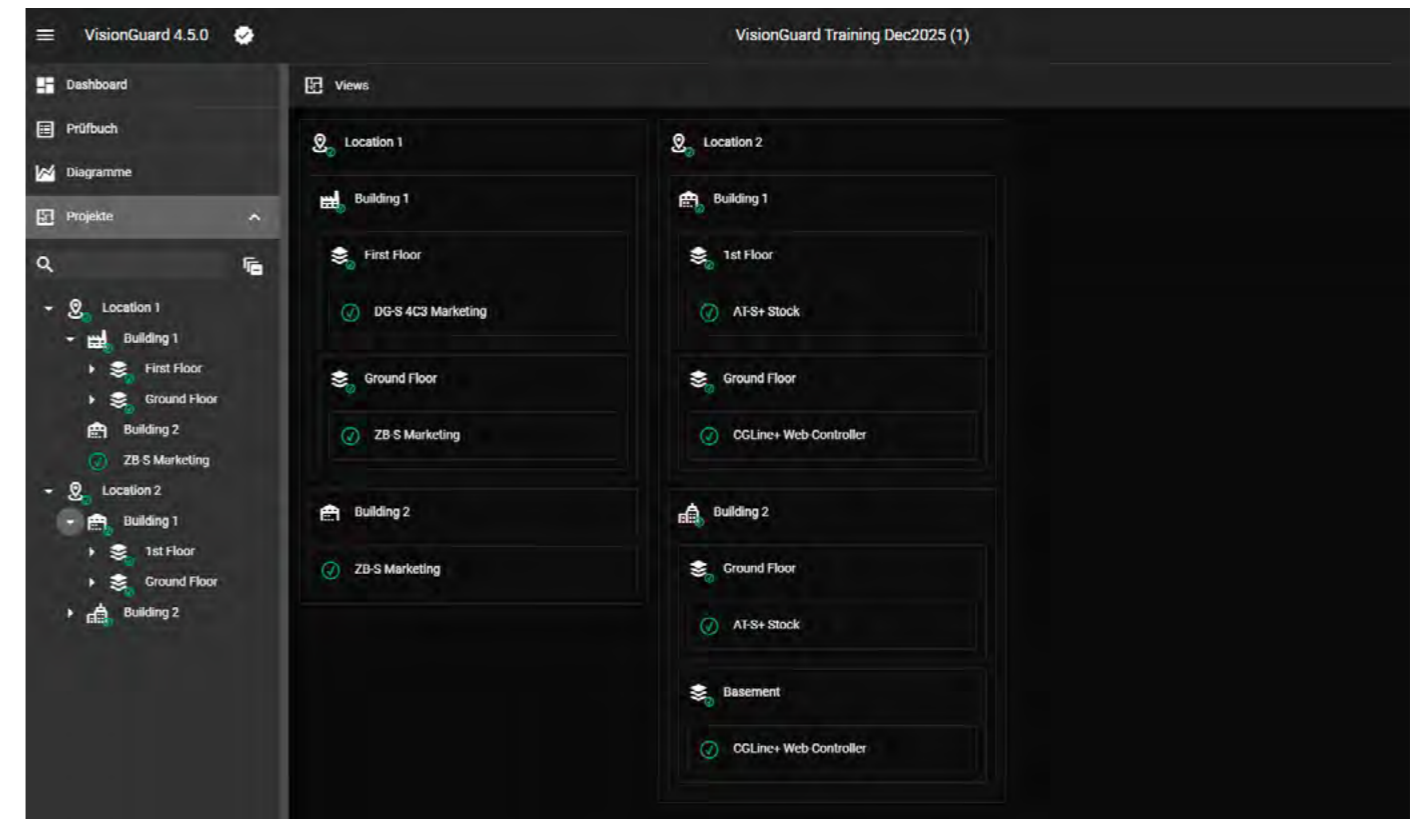 VisionGuard 4.5.0
VisionGuard Training Dec2025 (1)
Dashboard
Prüfbuch
Diagramme
Projekte
Location 1
Building 1
First Floor
Ground Floor
Building 2
ZB-S Marketing
Location 2
Building 1
1st Floor
Ground Floor
Building 2
Views
Location 1
Building 1
First Floor
DG-S 4C3 Marketing
Ground Floor
ZB-S Marketing
Building 2
ZB-S Marketing
Location 2
Building 1
1st Floor
AT-S+ Stock
Ground Floor
CGLine+ Web-Controller
Building 2
Ground Floor
AT-S+ Stock
Basement
CGLine+ Web-Controller